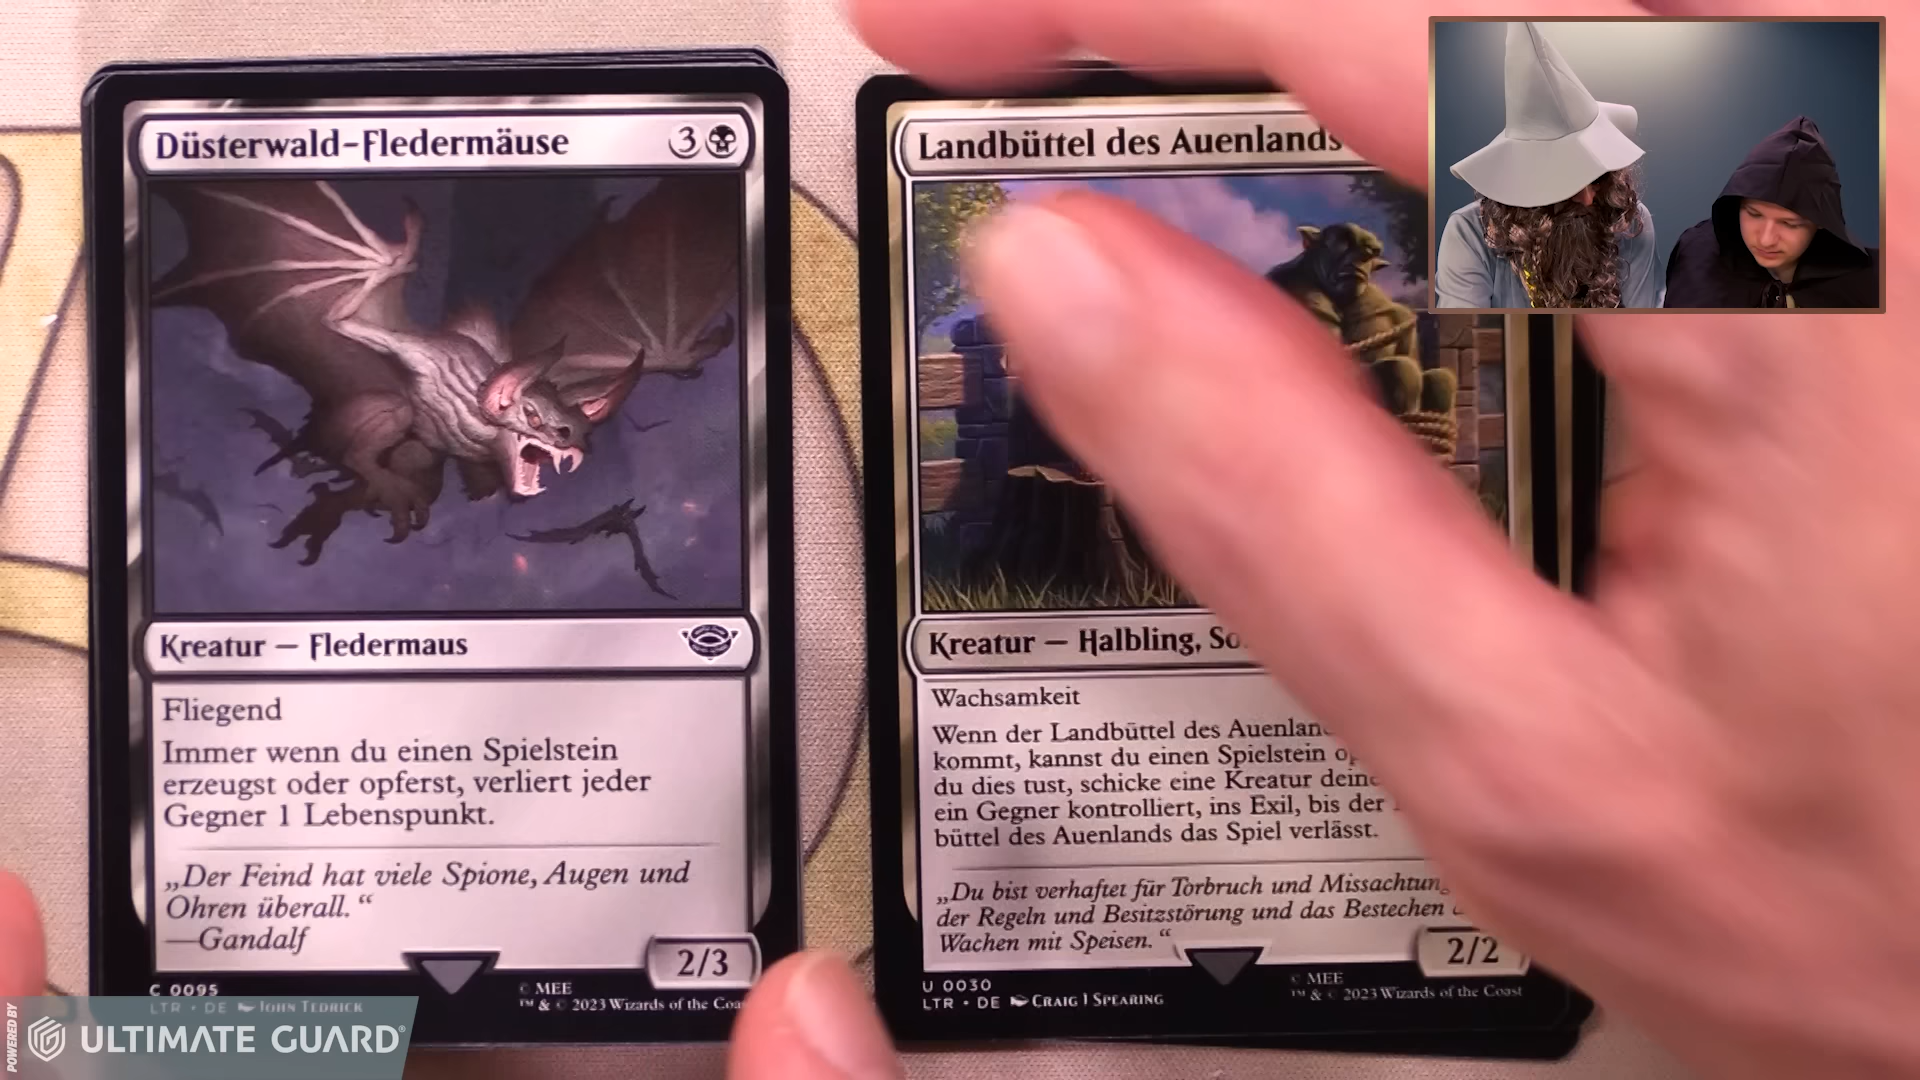 Düsterwald-Fledermäuse 3
Kreatur — Fledermaus
Fliegend
Immer wenn du einen Spielstein
erzeugst oder opferst, verliert jeder
Gegner 1 Lebenspunkt.
„Der Feind hat viele Spione, Augen und
Ohren überall.“
—Gandalf
2/3
C 0095
LTR • DE JOHN TEDRICK
© MEE
™ & © 2023 Wizards of the
Landbüttel des Auenlands
Kreatur — Halbling,
Wachsamkeit
Wenn der Landbüttel des
kommt, kannst du einen Spielstein
du dies tust, schicke eine Kreatur
ein Gegner kontrolliert, ins Exil, bis der
büttel des Auenlands das Spiel verlässt.
„Du bist verhaftet für Torbruch und
der Regeln und Besitzstörung und das Bestechen
Wachen mit Speisen.“
2/2
U 0030
LTR • DE CRAIG J SPEARING
© MEE
™ & © 2023 Wizards of the Coast
POWERED BY
ULTIMATE GUARD®